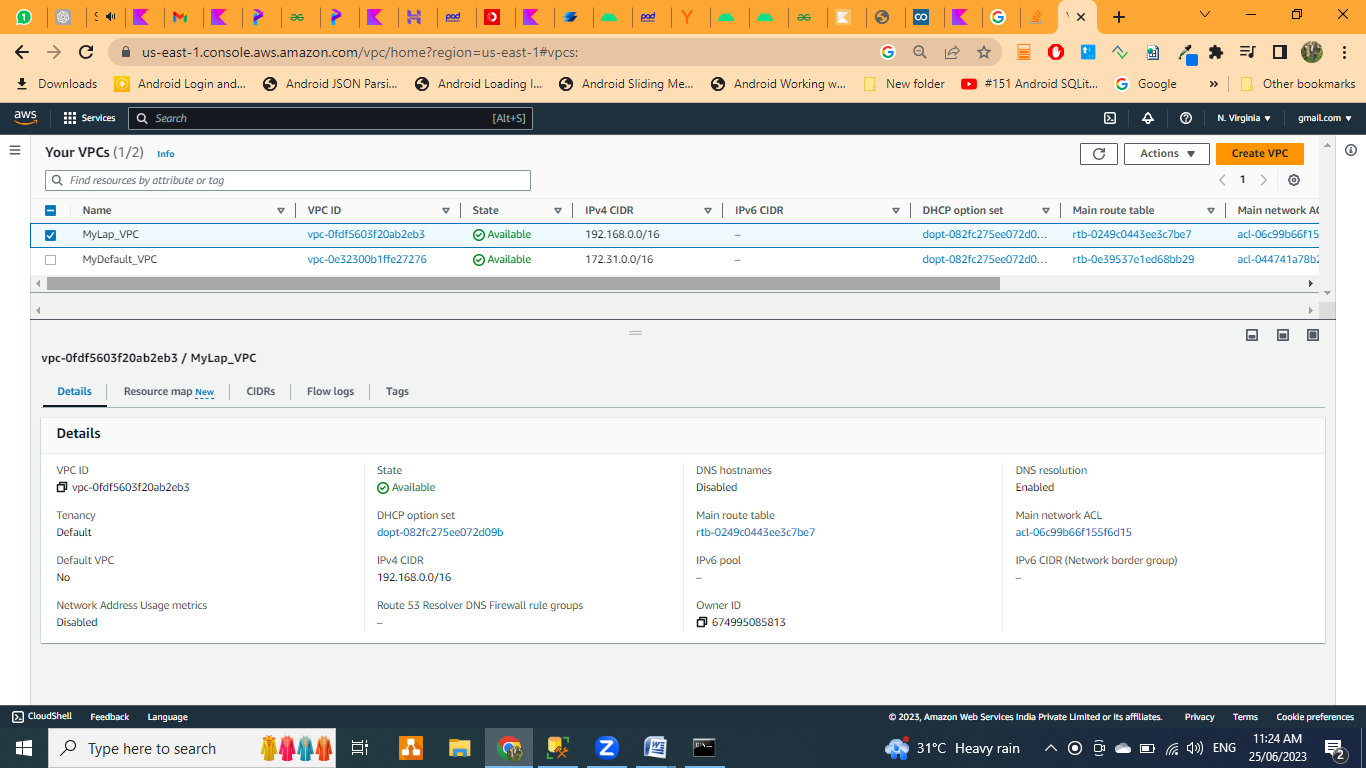 us-east-1.console.aws.amazon.com/vpc/home?region=us-east-1#vpcs:
Downloads
Android Login and...
Android JSON Parsi...
Android Loading I...
Android Sliding Me...
Android Working w...
New folder
#151 Android SQLit...
Google
»
Other bookmarks
aws
Services
Search
[Alt+S]
N. Virginia
gmail.com
Your VPCs (1/2) Info
Actions
Create VPC
Find resources by attribute or tag
1
Name VPC ID State IPv4 CIDR IPv6 CIDR DHCP option set Main route table Main network AC
MyLap_VPC vpc-0fdf5603f20ab2eb3 Available 192.168.0.0/16 – dopt-082fc275ee072d0... rtb-0249c0443ee3c7be7 acl-06c99b66f15
MyDefault_VPC vpc-0e32300b1ffe27276 Available 172.31.0.0/16 – dopt-082fc275ee072d0... rtb-0e39537e1ed68bb29 acl-044741a78b2
vpc-0fdf5603f20ab2eb3 / MyLap_VPC
Details Resource map New CIDRs Flow logs Tags
Details
VPC ID
vpc-0fdf5603f20ab2eb3
State
Available
DNS hostnames
Disabled
DNS resolution
Enabled
Tenancy
Default
DHCP option set
dopt-082fc275ee072d09b
Main route table
rtb-0249c0443ee3c7be7
Main network ACL
acl-06c99b66f155f6d15
Default VPC
No
IPv4 CIDR
192.168.0.0/16
IPv6 pool
–
IPv6 CIDR (Network border group)
–
Network Address Usage metrics
Disabled
Route 53 Resolver DNS Firewall rule groups
–
Owner ID
674995085813
CloudShell Feedback Language
© 2023, Amazon Web Services India Private Limited or its affiliates. Privacy Terms Cookie preferences
Type here to search
31°C Heavy rain
ENG
11:24 AM
25/06/2023
2